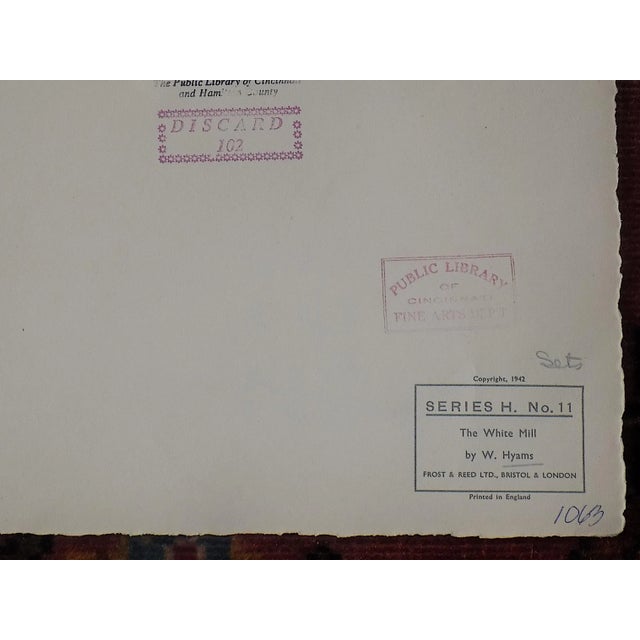 The Public Library of Cincinnati
and Hamilton County
DISCARD
102
PUBLIC LIBRARY
OF
CINCINNATI
FINE ARTS DEP'T
Sets
Copyright, 1942
SERIES H. No. 11
The White Mill
by W. Hyams
FROST & REED LTD., BRISTOL & LONDON
Printed in England
1063